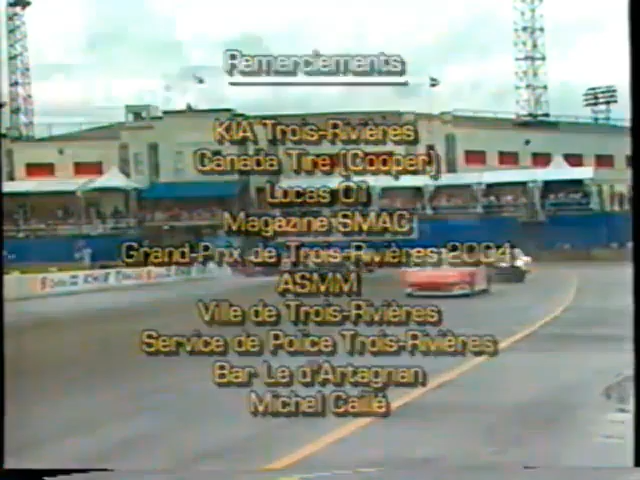 Remerciements
KIA Trois-Rivières
Canada Tire (Cooper)
Lucas Oil
Magazine SMAC
Grand-Prix de Trois-Rivières 2004
ASMM
Ville de Trois-Rivières
Service de Police Trois-Rivières
Bar Le d'Artagnan
Michel Caillé